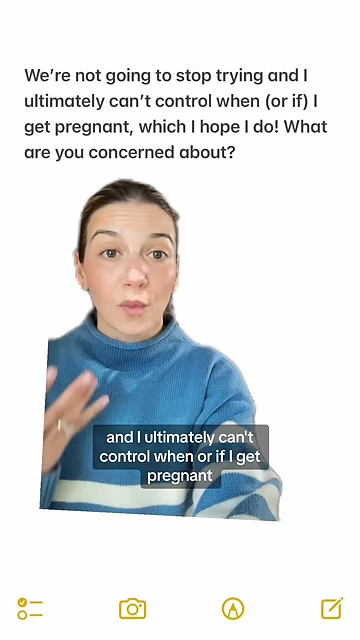 We're not going to stop trying and I
ultimately can't control when (or if) I
get pregnant, which I hope I do! What
are you concerned about?
and I ultimately can't
control when or if I get
pregnant